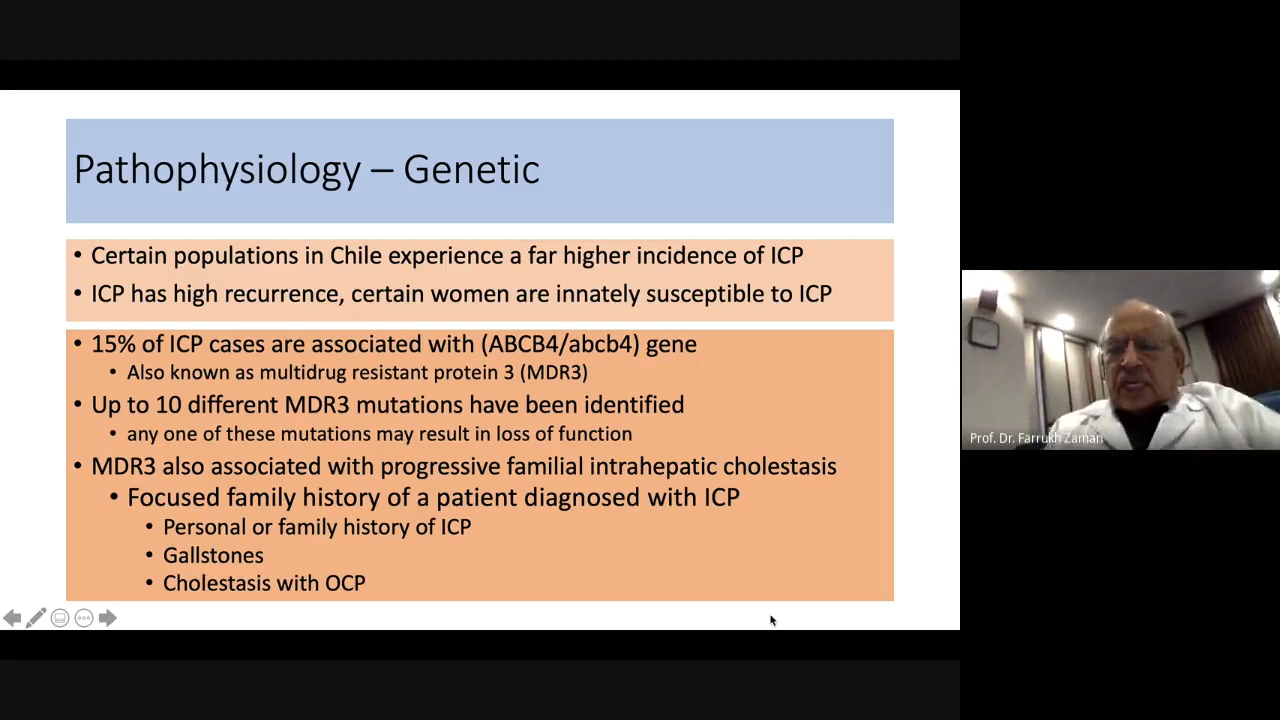 Pathophysiology – Genetic
• Certain populations in Chile experience a far higher incidence of ICP
• ICP has high recurrence, certain women are innately susceptible to ICP
• 15% of ICP cases are associated with (ABCB4/abcb4) gene
• Also known as multidrug resistant protein 3 (MDR3)
• Up to 10 different MDR3 mutations have been identified
• any one of these mutations may result in loss of function
• MDR3 also associated with progressive familial intrahepatic cholestasis
• Focused family history of a patient diagnosed with ICP
• Personal or family history of ICP
• Gallstones
• Cholestasis with OCP
Prof. Dr. Farrukh Zaman